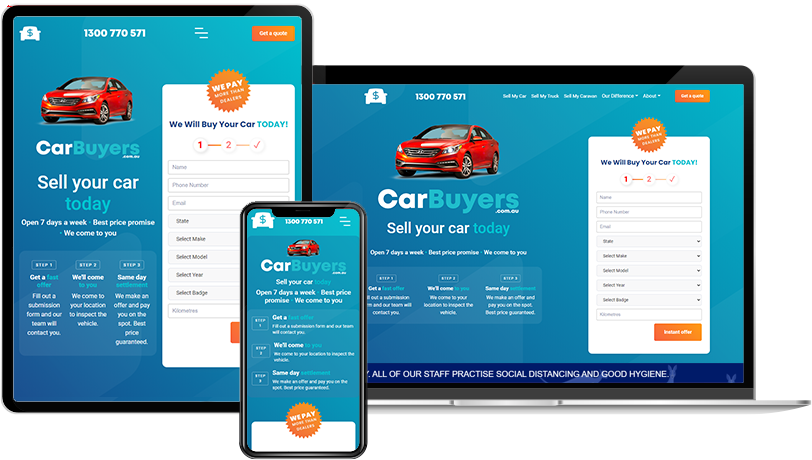 1300 770 571
Get a quote
WE PAY
MORE THAN
DEALERS
We Will Buy Your Car TODAY!
1
2
CarBuyers
.com.au
Sell your car
today
Open 7 days a week · Best price promise
· We come to you
Name
Phone Number
Email
State
Select Make
Select Model
Select Year
Select Badge
Kilometres
STEP 1
Get a fast
offer
Fill out a
submission
form and our
team will
contact you.
STEP 2
We'll come
to you
We come to
your location
to inspect the
vehicle.
STEP 3
Same day
settlement
We make an
offer and pay
you on the
spot. Best
price
guaranteed.
$
1300 770 571
CarBuyers
.com.au
Sell your car today
Open 7 days a week · Best price
promise · We come to you
STEP
1
Get a fast offer
Fill out a submission form and our team
will contact you.
STEP
2
We'll come to you
We come to your location to inspect the
vehicle.
STEP
3
Same day settlement
We make an offer and pay you on the
spot. Best price guaranteed.
WE PAY
MORE THAN
DEALERS
$
1300 770 571
Sell My Car
Sell My Truck
Sell My Caravan
Our Difference
About
Get a quote
WE PAY
MORE THAN
DEALERS
We Will Buy Your Car TODAY!
1
2
CarBuyers
.com.au
Sell your car today
Open 7 days a week · Best price promise
· We come to you
Name
Phone Number
Email
State
Select Make
Select Model
Select Year
Select Badge
Kilometres
Instant offer
STEP 1
Get a fast offer
Fill out a submission
form and our team
will contact you.
STEP 2
We'll come to you
We come to your
location to inspect
the vehicle.
STEP 3
Same day settlement
We make an offer and
pay you on the spot.
Best price guaranteed.
Y. ALL OF OUR STAFF PRACTISE SOCIAL DISTANCING AND GOOD HYGIENE.